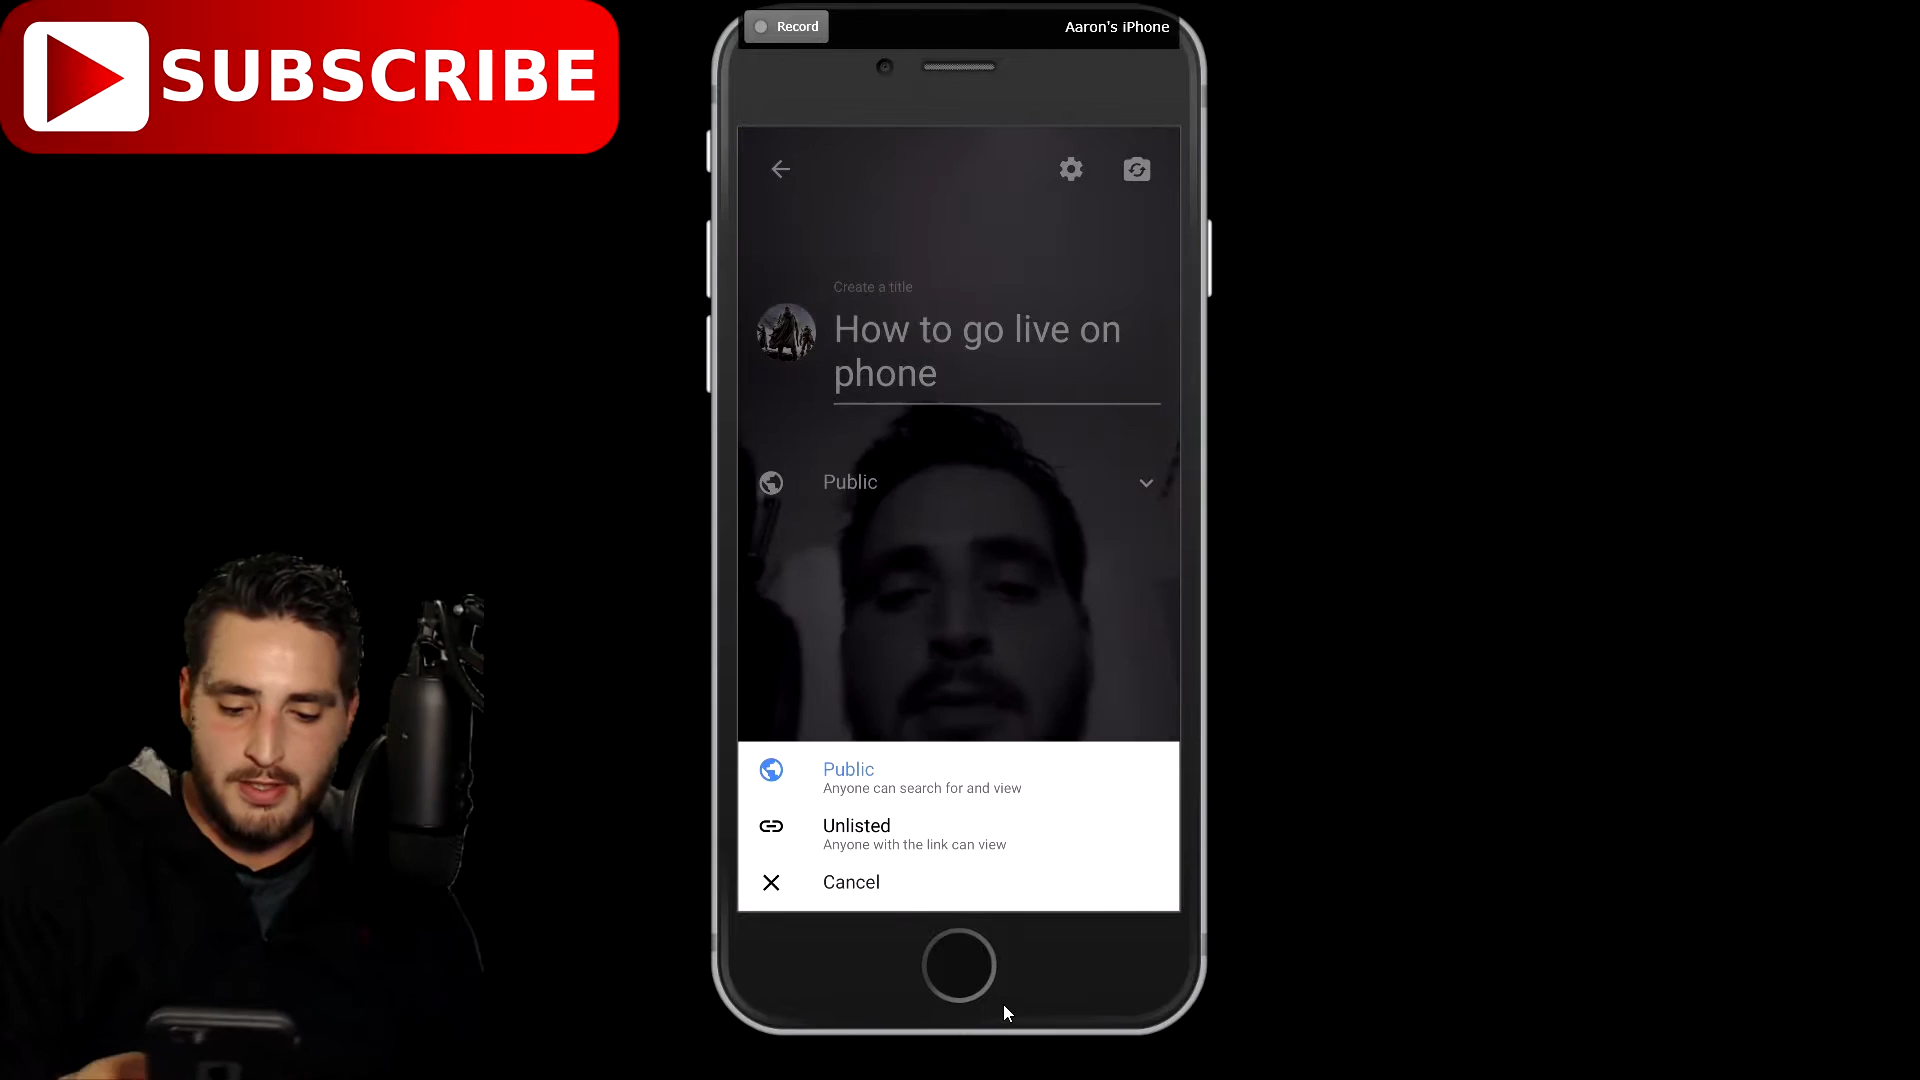 SUBSCRIBE
Record
Aaron's iPhone
Create a title
How to go live on
phone
Public
Public
Anyone can search for and view
Unlisted
Anyone with the link can view
Cancel